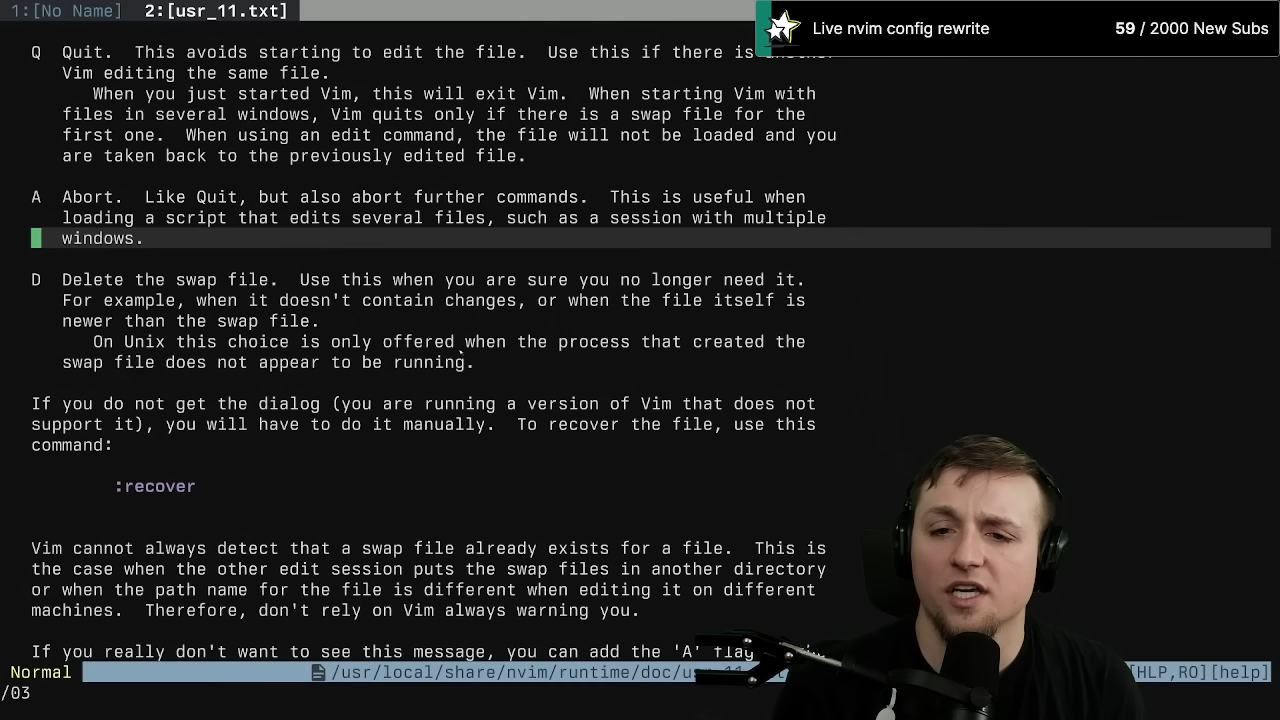 1:[No Name]  2:[usr_11.txt]
Live nvim config rewrite
59 / 2000 New Subs
Q  Quit.  This avoids starting to edit the file.  Use this if there is
Vim editing the same file.
When you just started Vim, this will exit Vim.  When starting Vim with
files in several windows, Vim quits only if there is a swap file for the
first one.  When using an edit command, the file will not be loaded and you
are taken back to the previously edited file.
A  Abort.  Like Quit, but also abort further commands.  This is useful when
loading a script that edits several files, such as a session with multiple
windows.
D  Delete the swap file.  Use this when you are sure you no longer need it.
For example, when it doesn't contain changes, or when the file itself is
newer than the swap file.
On Unix this choice is only offered when the process that created the
swap file does not appear to be running.
If you do not get the dialog (you are running a version of Vim that does not
support it), you will have to do it manually.  To recover the file, use this
command:
:recover
Vim cannot always detect that a swap file already exists for a file.  This is
the case when the other edit session puts the swap files in another directory
or when the path name for the file is different when editing it on different
machines.  Therefore, don't rely on Vim always warning you.
If you really don't want to see this message, you can add the 'A' flag
Normal /usr/local/share/nvim/runtime/doc/us [HLP,RO][help]
/03